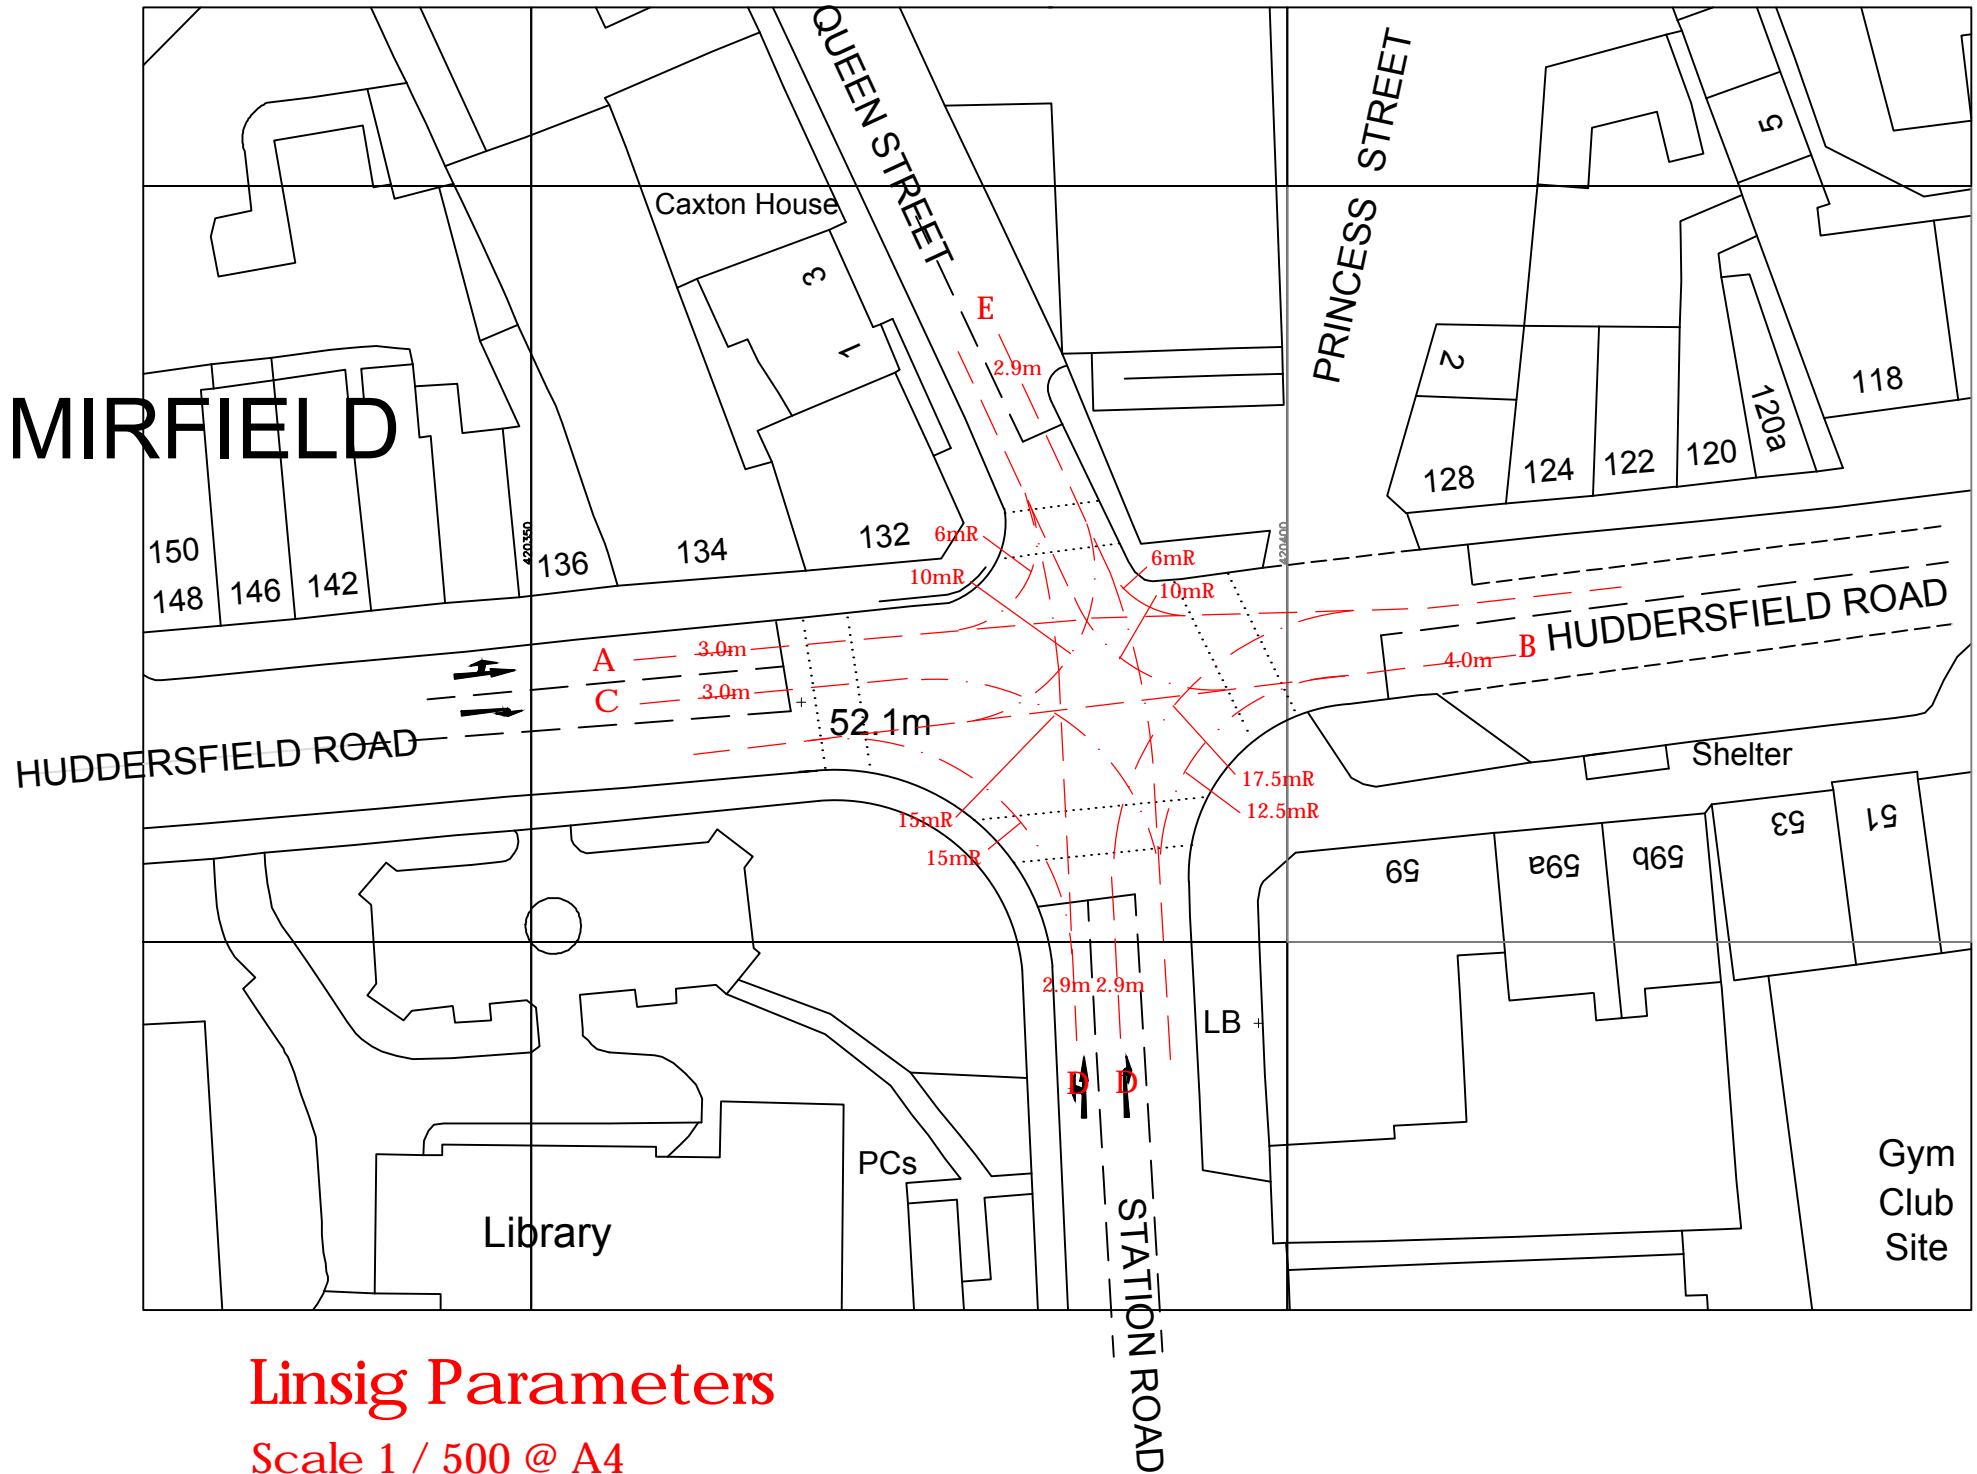 QUEEN STREET
PRINCESS STREET
5
Caxton House
3
1
E
2.9m
2
118
120a
MIRFIELD
128
124
122
120
150
148
146
142
420350
136
134
132
420400
6mR
10mR
6mR
10mR
HUDDERSFIELD ROAD
A
3.0m
C
3.0m
B
4.0m
52.1m
HUDDERSFIELD ROAD
Shelter
17.5mR
12.5mR
15mR
15mR
59
59a
59b
53
51
2.9m
2.9m
LB
D
D
PCs
Library
STATION ROAD
Gym
Club
Site
Linsig Parameters
Scale 1 / 500 @ A4